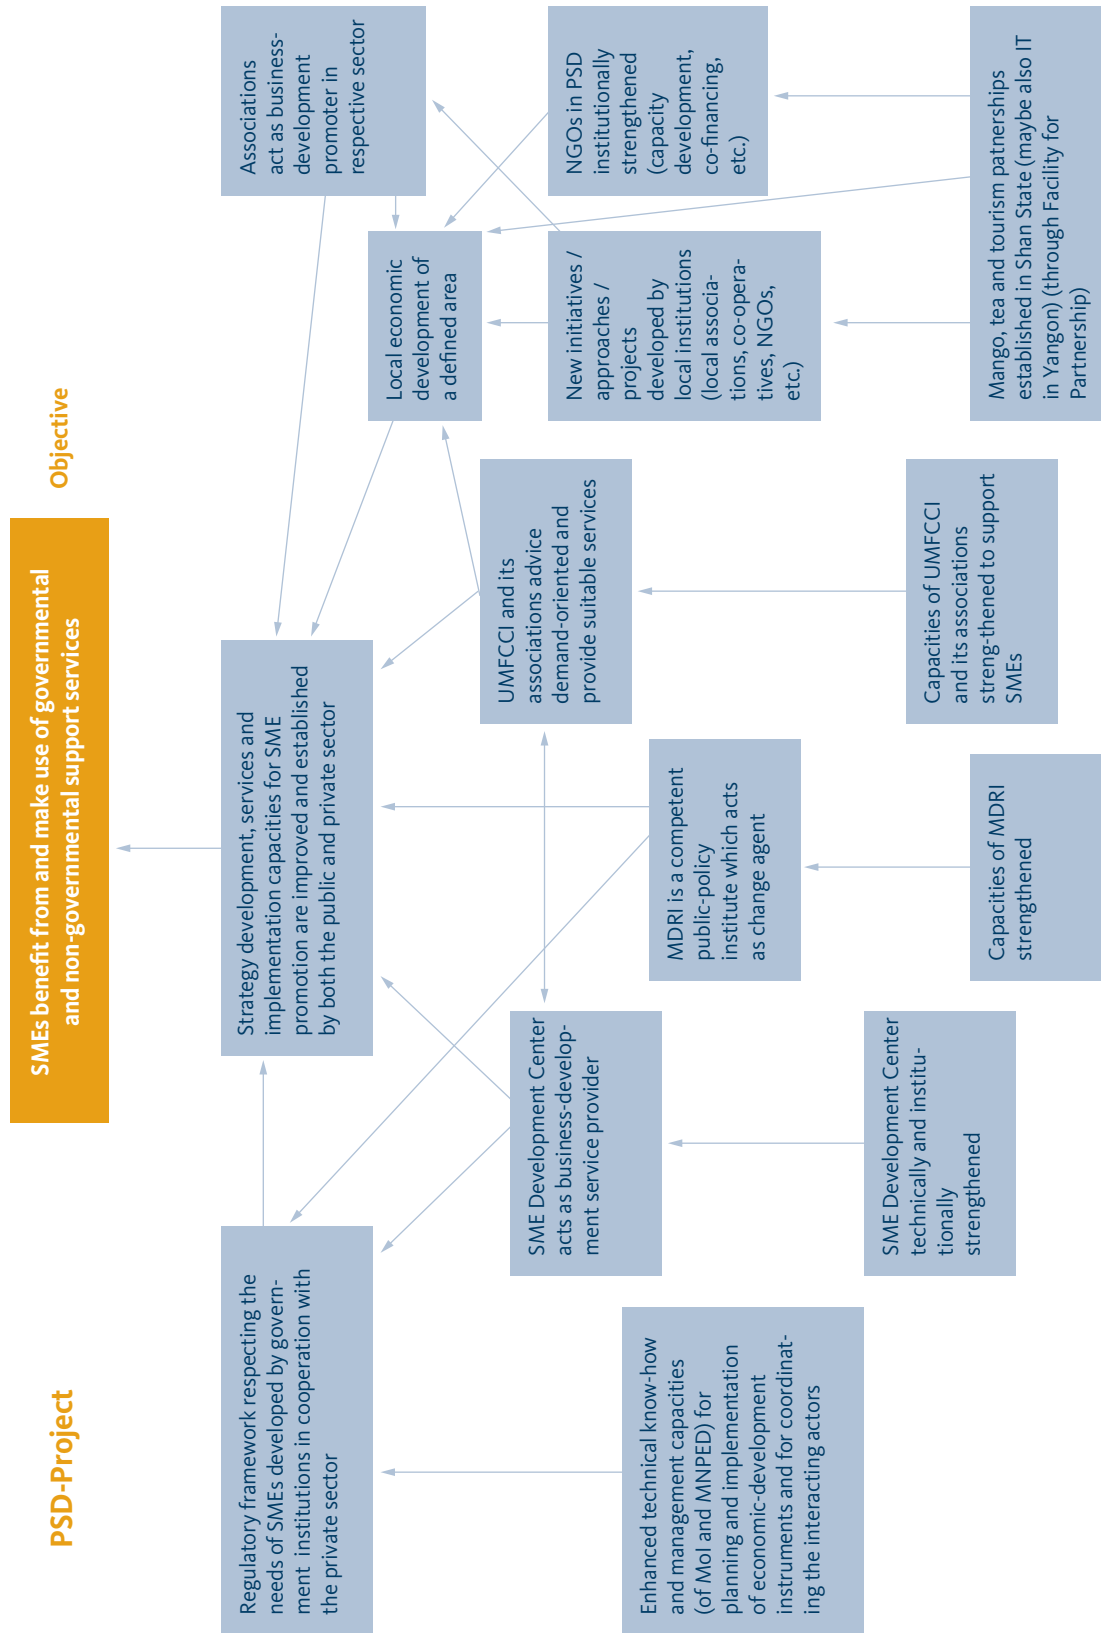 PSD-Project
Objective
SMEs benefit from and make use of governmental
and non-governmental support services
Regulatory framework respecting the
needs of SMEs developed by govern-
ment institutions in cooperation with
the private sector
Strategy development, services and
implementation capacities for SME
promotion are improved and established
by both the public and private sector
Associations
act as business-
development
promoter in
respective sector
Local economic
development of
a defined area
SME Development Center
acts as business-develop-
ment service provider
UMFCCI and its
associations advice
demand-oriented and
provide suitable services
New initiatives /
approaches /
projects
developed by
local institutions
(local associa-
tions, co-opera-
tives, NGOs,
etc.)
NGOs in PSD
institutionally
strengthened
(capacity
development,
co-financing,
etc.)
Enhanced technical know-how
and management capacities
(of MoI and MNPED) for
planning and implementation
of economic-development
instruments and for coordinat-
ing the interacting actors
MDRI is a competent
public-policy
institute which acts
as change agent
SME Development Center
technically and institu-
tionally
strengthened
Capacities of MDRI
strengthened
Capacities of UMFCCI
and its associations
streng-thened to support
SMEs
Mango, tea and tourism patnerships
established in Shan State (maybe also IT
in Yangon) (through Facility for
Partnership)